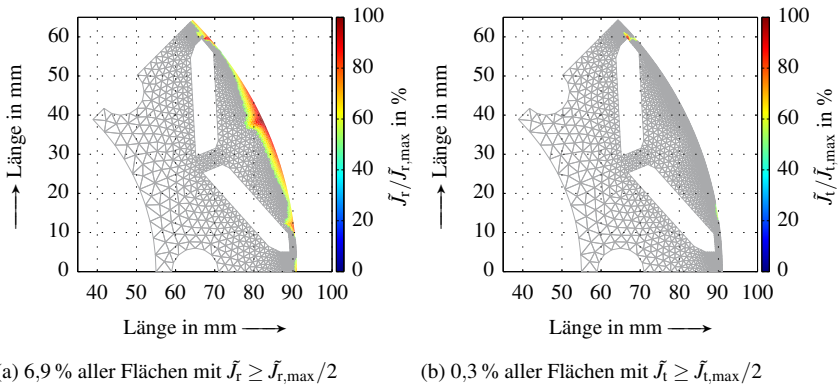 60
50
40
30
20
10
0
40 50 60 70 80 90 100
Länge in mm
Länge in mm
100
80
60
40
20
0
J̃r/J̃r,max in %
60
50
40
30
20
10
0
40 50 60 70 80 90 100
Länge in mm
Länge in mm
100
80
60
40
20
0
J̃t/J̃t,max in %
a) 6,9 % aller Flächen mit J̃r ≥ J̃r,max/2
(b) 0,3 % aller Flächen mit J̃t ≥ J̃t,max/2